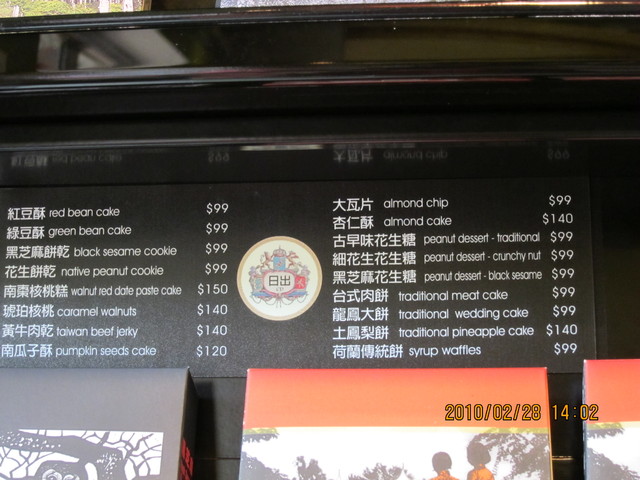 紅豆酥 red bean cake $99
綠豆酥 green bean cake $99
黑芝麻餅乾 black sesame cookie $99
花生餅乾 native peanut cookie $99
南棗核桃糕 walnut red date paste cake $150
琥珀核桃 caramel walnuts $140
黃牛肉乾 taiwan beef jerky $140
南瓜子酥 pumpkin seeds cake $120
日出
大瓦片 almond chip $99
杏仁酥 almond cake $140
古早味花生糖 peanut dessert - traditional $99
細花生花生糖 peanut dessert - crunchy nut $99
黑芝麻花生糖 peanut dessert - black sesame $99
台式肉餅 traditional meat cake $99
龍鳳大餅 traditional wedding cake $99
土鳳梨酥 traditional pineapple cake $140
荷蘭傳統餅 syrup waffles $99
2010/02/28 14:02